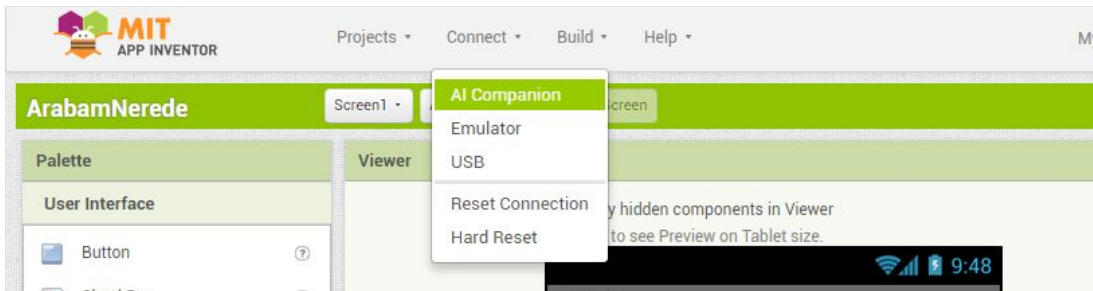 MIT
APP INVENTOR
Projects Connect Build Help
ArabamNerede
Screen1
AI Companion
Emulator
USB
Reset Connection
Hard Reset
Palette
Viewer
User Interface
Button
y hidden components in Viewer
to see Preview on Tablet size.
9:48